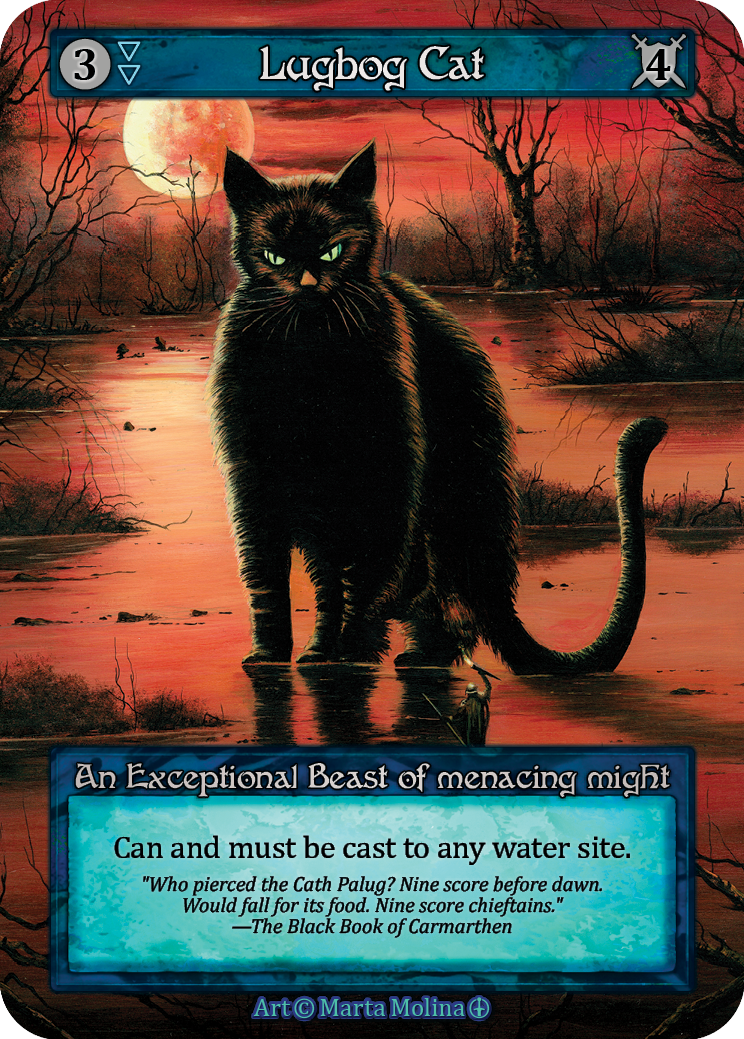 3
Lugbog Cat
4
An Exceptional Beast of menacing might
Can and must be cast to any water site.
"Who pierced the Cath Palug? Nine score before dawn.
Would fall for its food. Nine score chieftains."
—The Black Book of Carmarthen
Art © Marta Molina